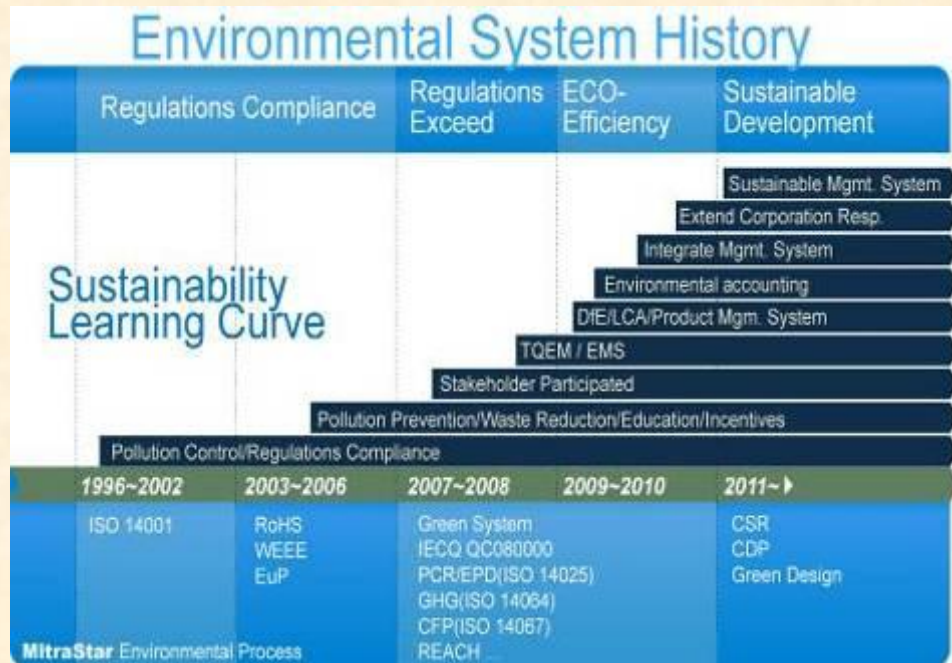 Environmental System History
Regulations Compliance
Regulations
Exceed
ECO-
Efficiency
Sustainable
Development
Sustainable Mgmt. System
Extend Corporation Resp.
Integrate Mgmt. System
Environmental accounting
DfE/LCA/Product Mgm. System
TQEM / EMS
Stakeholder Participated
Pollution Prevention/Waste Reduction/Education/Incentives
Pollution Control/Regulations Compliance
Sustainability
Learning Curve
1996~2002
2003~2006
2007~2008
2009~2010
2011~
ISO 14001
RoHS
WEEE
EuP
Green System
IECQ QC080000
PCR/EPD(ISO 14025)
GHG(ISO 14064)
CFP(ISO 14067)
REACH ...
CSR
CDP
Green Design
MitraStar Environmental Process